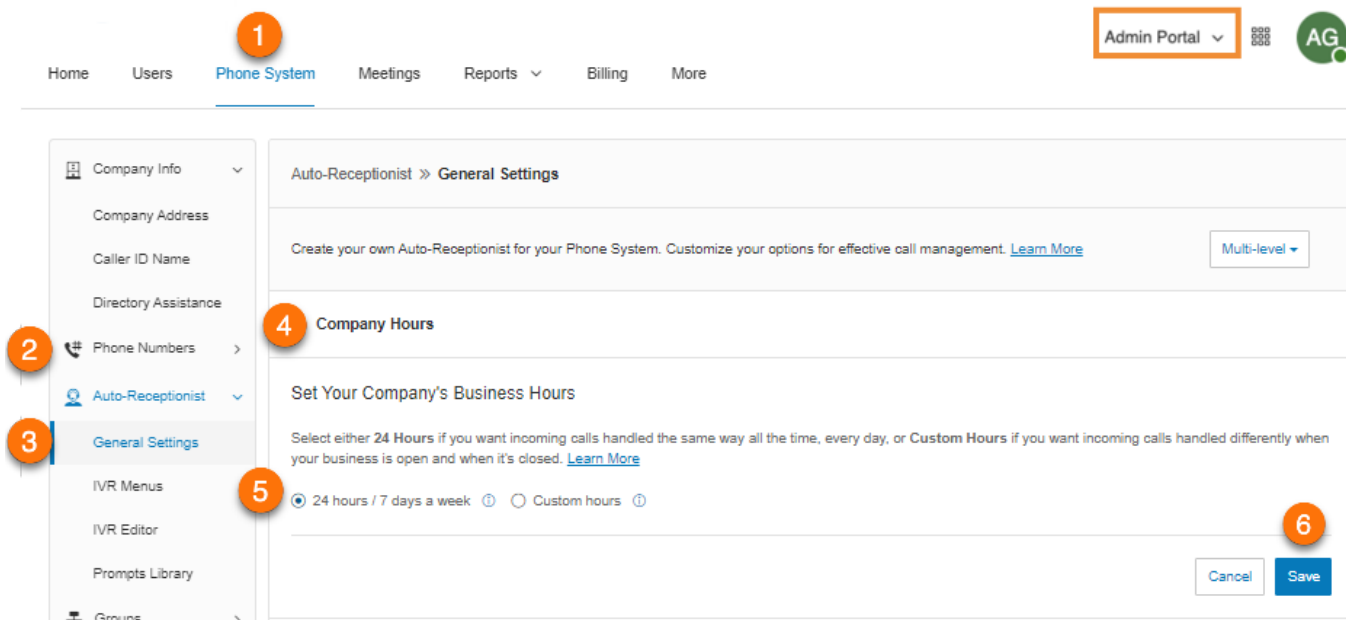 1
Admin Portal
AG
Home Users Phone System Meetings Reports Billing More
Company Info
Company Address
Caller ID Name
Directory Assistance
2
Phone Numbers
Auto-Receptionist
3
General Settings
IVR Menus
IVR Editor
Prompts Library
Groups
Auto-Receptionist » General Settings
Create your own Auto-Receptionist for your Phone System. Customize your options for effective call management. Learn More
Multi-level
4
Company Hours
Set Your Company's Business Hours
Select either 24 Hours if you want incoming calls handled the same way all the time, every day, or Custom Hours if you want incoming calls handled differently when
your business is open and when it's closed. Learn More
5
24 hours / 7 days a week Custom hours
6
Cancel Save